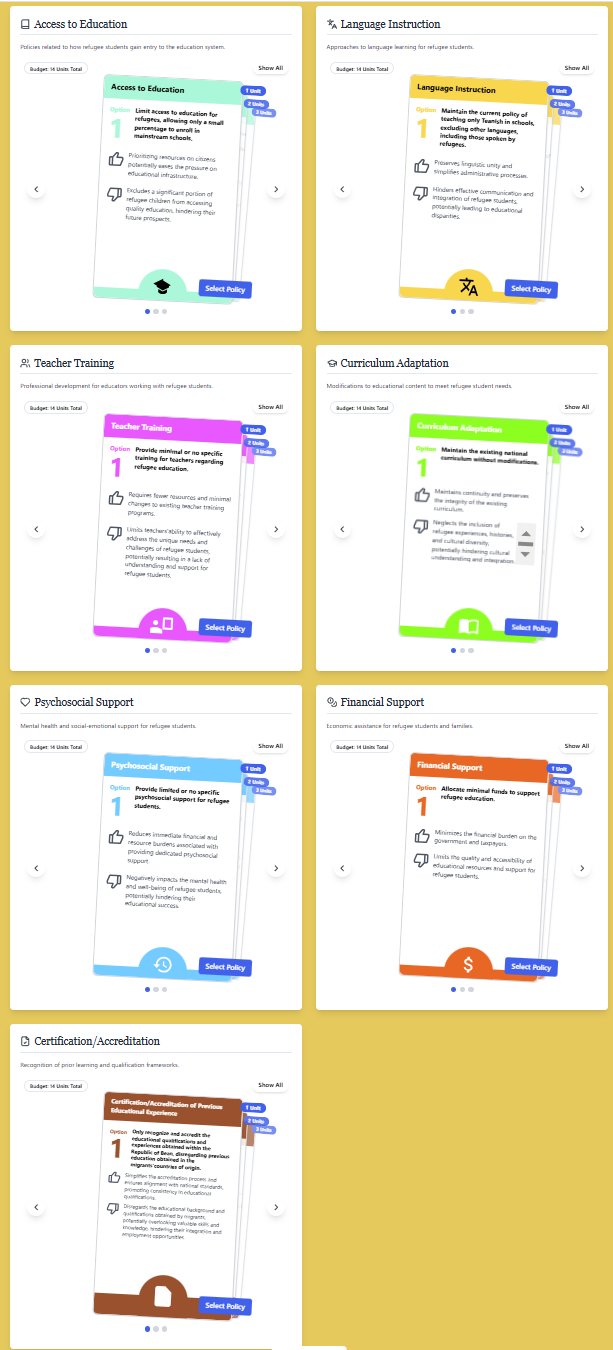 Access to Education
Policies related to how refugee students gain entry to the education system.
Budget: 14 Units Total
Show All
Access to Education
1 Unit
2 Units
3 Units
Option
1
Limit access to education for
refugees, allowing only a small
percentage to enroll in
mainstream schools.
Prioritizing resources on citizens
potentially eases the pressure on
educational infrastructure.
Excludes a significant portion of
refugee children from accessing
quality education, hindering their
future prospects.
Select Policy
Language Instruction
Approaches to language learning for refugee students.
Budget: 14 Units Total
Show All
Language Instruction
1 Unit
2 Units
3 Units
Option
1
Maintain the current policy of
teaching only Teanish in schools,
excluding other languages,
including those spoken by
refugees.
Preserves linguistic unity and
simplifies administrative processes.
Hinders effective communication and
integration of refugee students,
potentially leading to educational
disparities.
Select Policy
Teacher Training
Professional development for educators working with refugee students.
Budget: 14 Units Total
Show All
Teacher Training
1 Unit
2 Units
3 Units
Option
1
Provide minimal or no specific
training for teachers regarding
refugee education.
Requires fewer resources and minimal
changes to existing teacher training
programs.
Limits teachers'ability to effectively
address the unique needs and
challenges of refugee students,
potentially resulting in a lack of
understanding and support for
refugee students.
Select Policy
Curriculum Adaptation
Modifications to educational content to meet refugee student needs.
Budget: 14 Units Total
Show All
Curriculum Adaptation
1 Unit
2 Units
3 Units
Option
1
Maintain the existing national
curriculum without modifications.
Maintains continuity and preserves
the integrity of the existing
curriculum.
Neglects the inclusion of
refugee experiences, histories,
and cultural diversity,
potentially hindering cultural
understanding and integration.
Select Policy
Psychosocial Support
Mental health and social-emotional support for refugee students.
Budget: 14 Units Total
Show All
Psychosocial Support
1 Unit
2 Units
3 Units
Option
1
Provide limited or no specific
psychosocial support for refugee
students.
Reduces immediate financial and
resource burdens associated with
providing dedicated psychosocial
support.
Negatively impacts the mental health
and well-being of refugee students,
potentially hindering their
educational success.
Select Policy
Financial Support
Economic assistance for refugee students and families.
Budget: 14 Units Total
Show All
Financial Support
1 Unit
2 Units
3 Units
Option
1
Allocate minimal funds to support
refugee education.
Minimizes the financial burden on the
government and taxpayers.
Limits the quality and accessibility of
educational resources and support for
refugee students.
$
Select Policy
Certification/Accreditation
Recognition of prior learning and qualification frameworks.
Budget: 14 Units Total
Show All
Certification/Accreditation of Previous
Educational Experience
1 Unit
2 Units
3 Units
Option
1
Only recognize and accredit the
educational qualifications and
experiences obtained within the
Republic of Bean, disregarding previous
education obtained in the
migrants'countries of origin.
Simplifies the accreditation process and
ensures alignment with national standards,
promoting consistency in educational
qualifications.
Disregards the educational background and
qualifications obtained by migrants,
potentially overlooking valuable skills and
knowledge, hindering their integration and
employment opportunities.
Select Policy